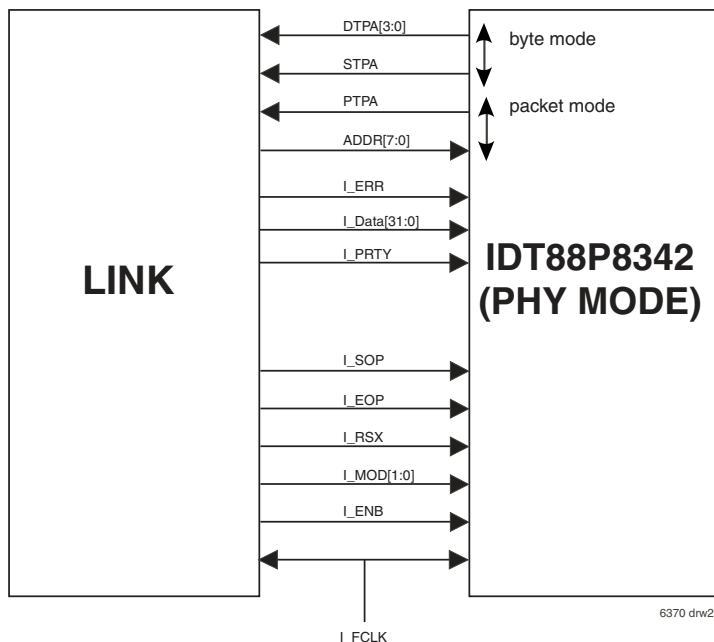 DTPA[3:0]
byte mode
STPA
PTPA
packet mode
ADDR[7:0]
I_ERR
I_Data[31:0]
I_PRTY
LINK
IDT88P8342
(PHY MODE)
I_SOP
I_EOP
I_RSX
I_MOD[1:0]
I_ENB
6370 drw2
I_FCLK